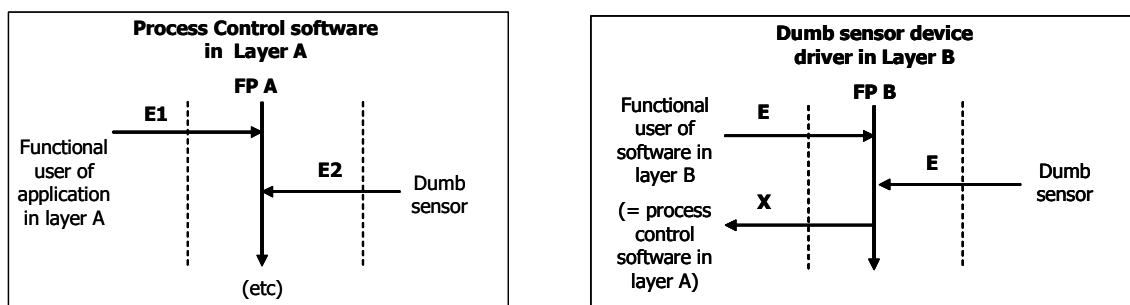 Process Control software
in Layer A
FP A
E1
Functional
user of
application
in layer A
E2
Dumb
sensor
(etc)
Dumb sensor device
driver in Layer B
FP B
E
Functional
user of
software in
layer B
E
Dumb
sensor
X
(= process
control
software in
layer A)